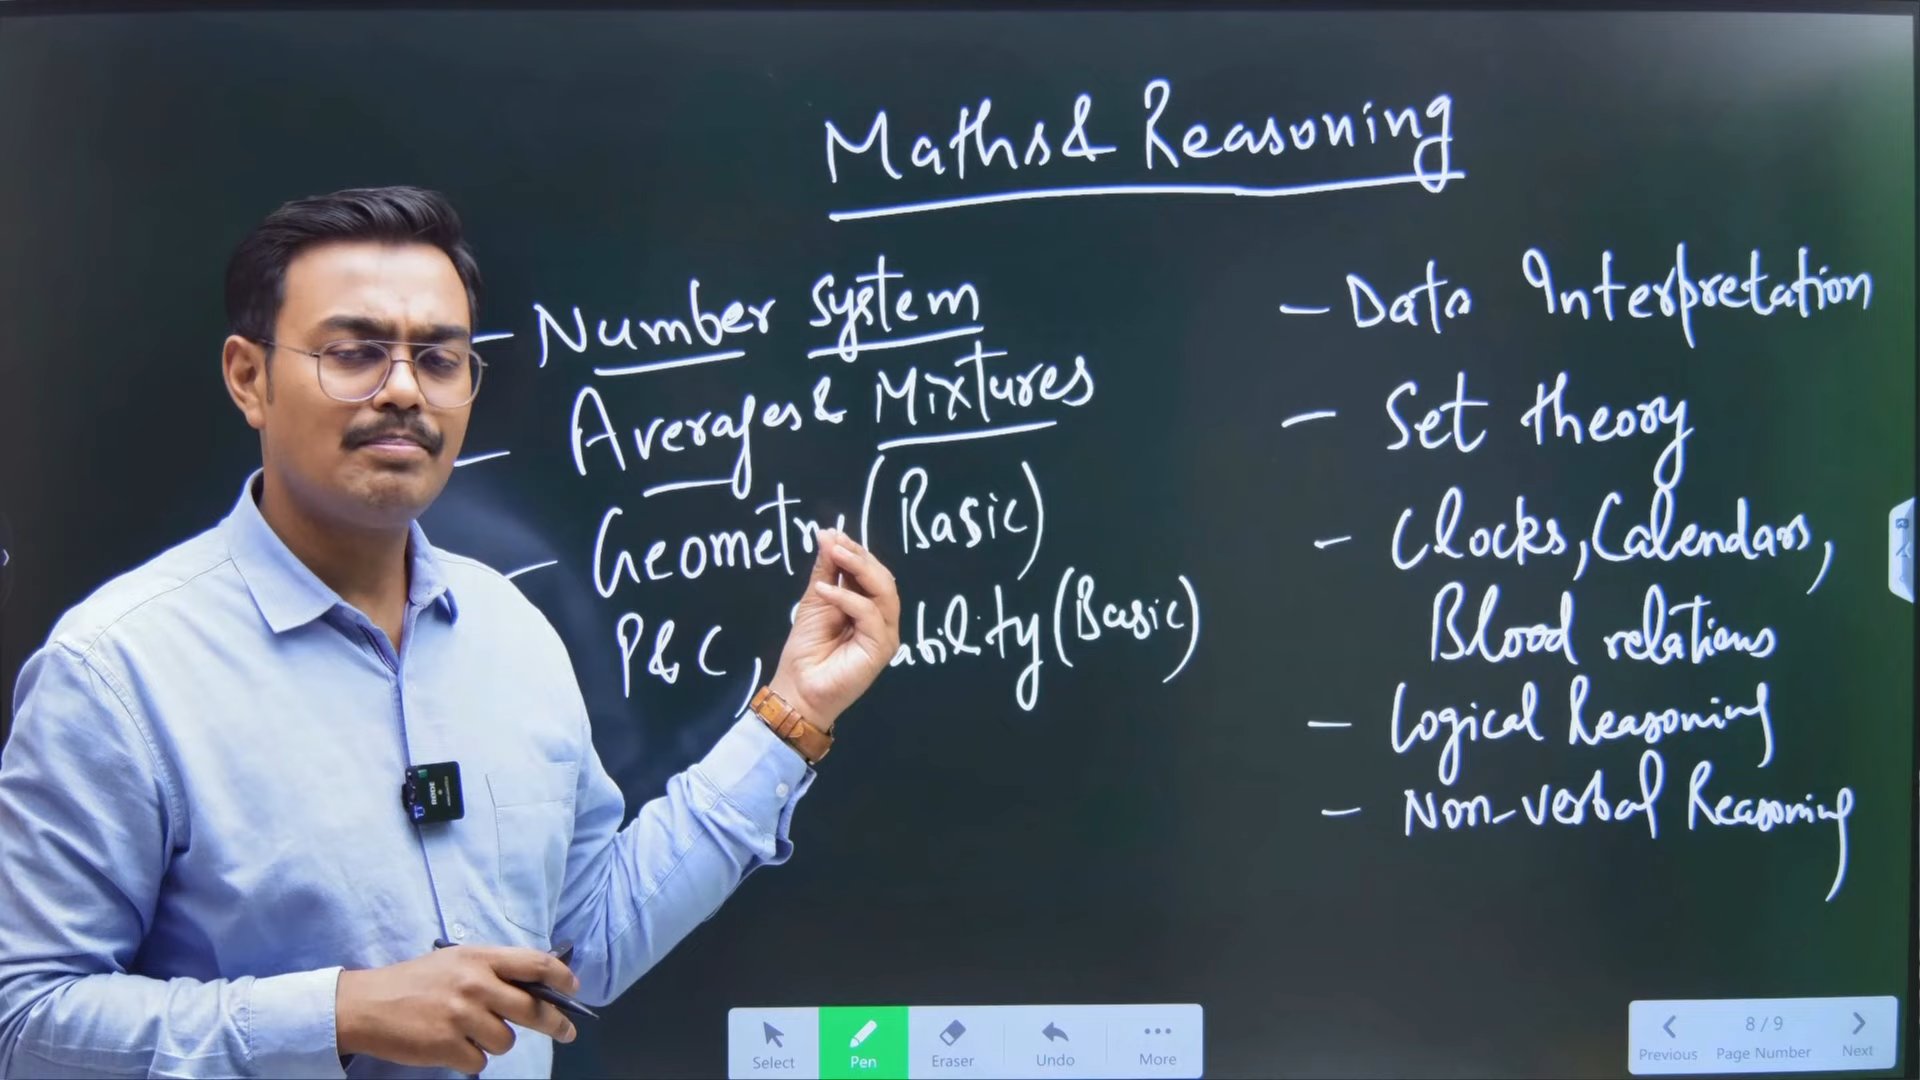 Maths & Reasoning
- Number system
- Averages & Mixtures
- Geometry (Basic)
P&C, (Basic)
- Data Interpretation
- Set theory
- Clocks, Calendars,
Blood relations
- Logical Reasoning
- Non-verbal Reasoning
RØDE
Select
Pen
Eraser
Undo
More
Previous
8 / 9
Page Number
Next